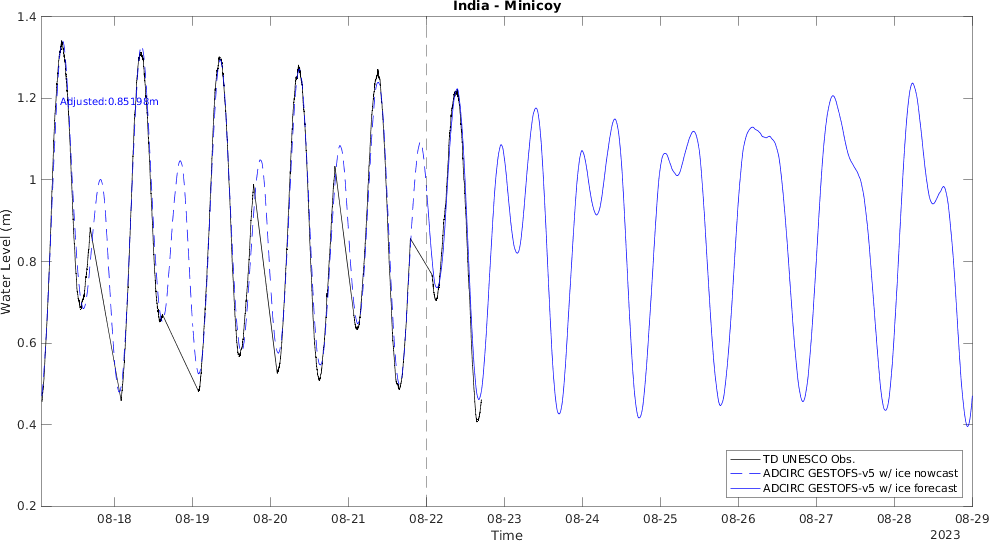 India - Minicoy
1.4
1.2
1
0.8
0.6
0.4
0.2
Water Level (m)
Adjusted:0.85198m
TD UNESCO Obs.
ADCIRC GESTOFS-v5 w/ ice nowcast
ADCIRC GESTOFS-v5 w/ ice forecast
08-18 08-19 08-20 08-21 08-22 08-23 08-24 08-25 08-26 08-27 08-28 08-29
Time
2023